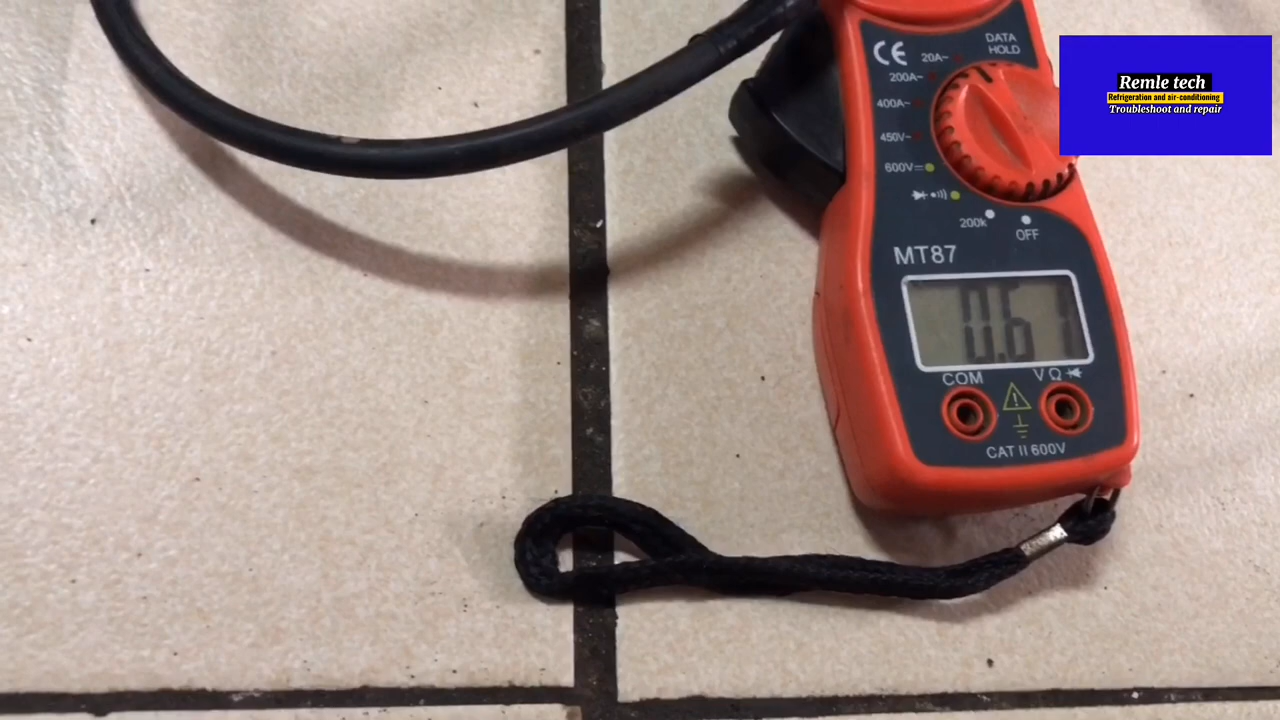 DATA
HOLD
CE
20A~
200A~
400A~
450V~
600V
200k
OFF
MT87
0.61
COM
VΩ
CAT II 600V
Remle tech
Refrigeration and air-conditioning
Troubleshoot and repair